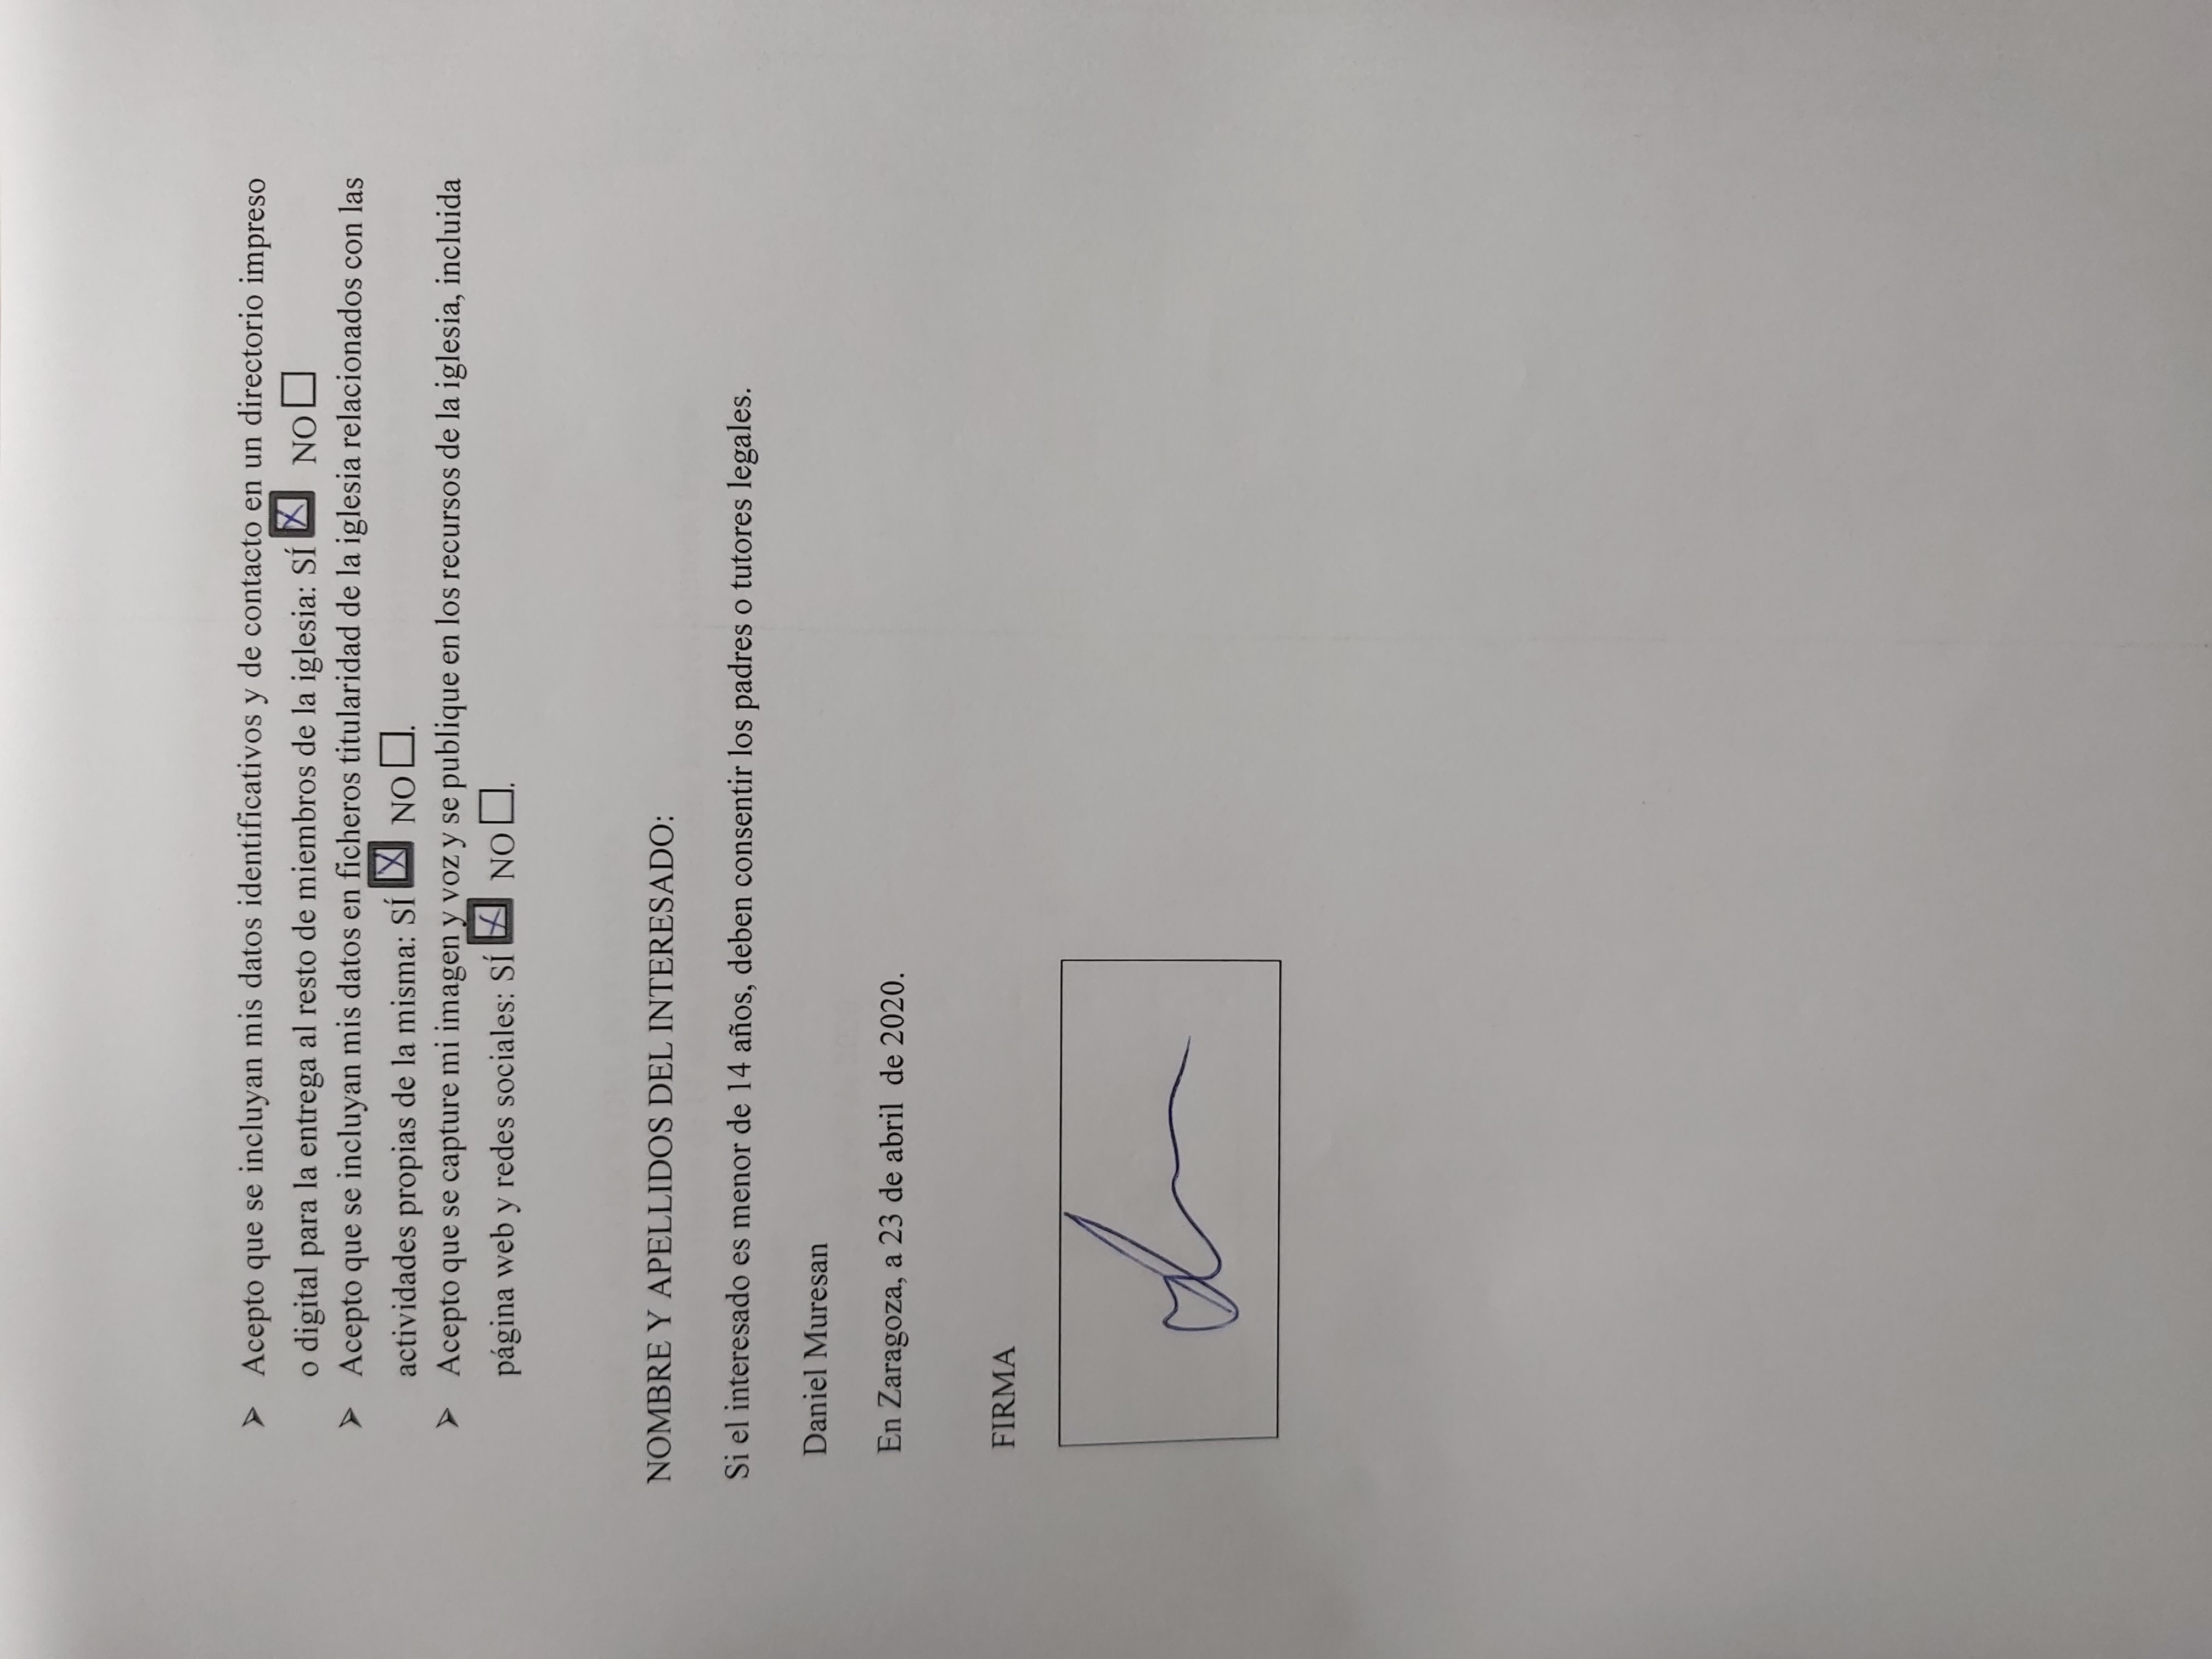 ➢ Acepto que se incluyan mis datos identificativos y de contacto en un directorio impreso
o digital para la entrega al resto de miembros de la iglesia: SÍ ☒ NO ☐
➢ Acepto que se incluyan mis datos en ficheros titularidad de la iglesia relacionados con las
actividades propias de la misma: SÍ ☒ NO ☐.
➢ Acepto que se capture mi imagen y voz y se publique en los recursos de la iglesia, incluida
página web y redes sociales: SÍ ☒ NO ☐.
NOMBRE Y APELLIDOS DEL INTERESADO:
Si el interesado es menor de 14 años, deben consentir los padres o tutores legales.
Daniel Muresan
En Zaragoza, a 23 de abril  de 2020.
FIRMA